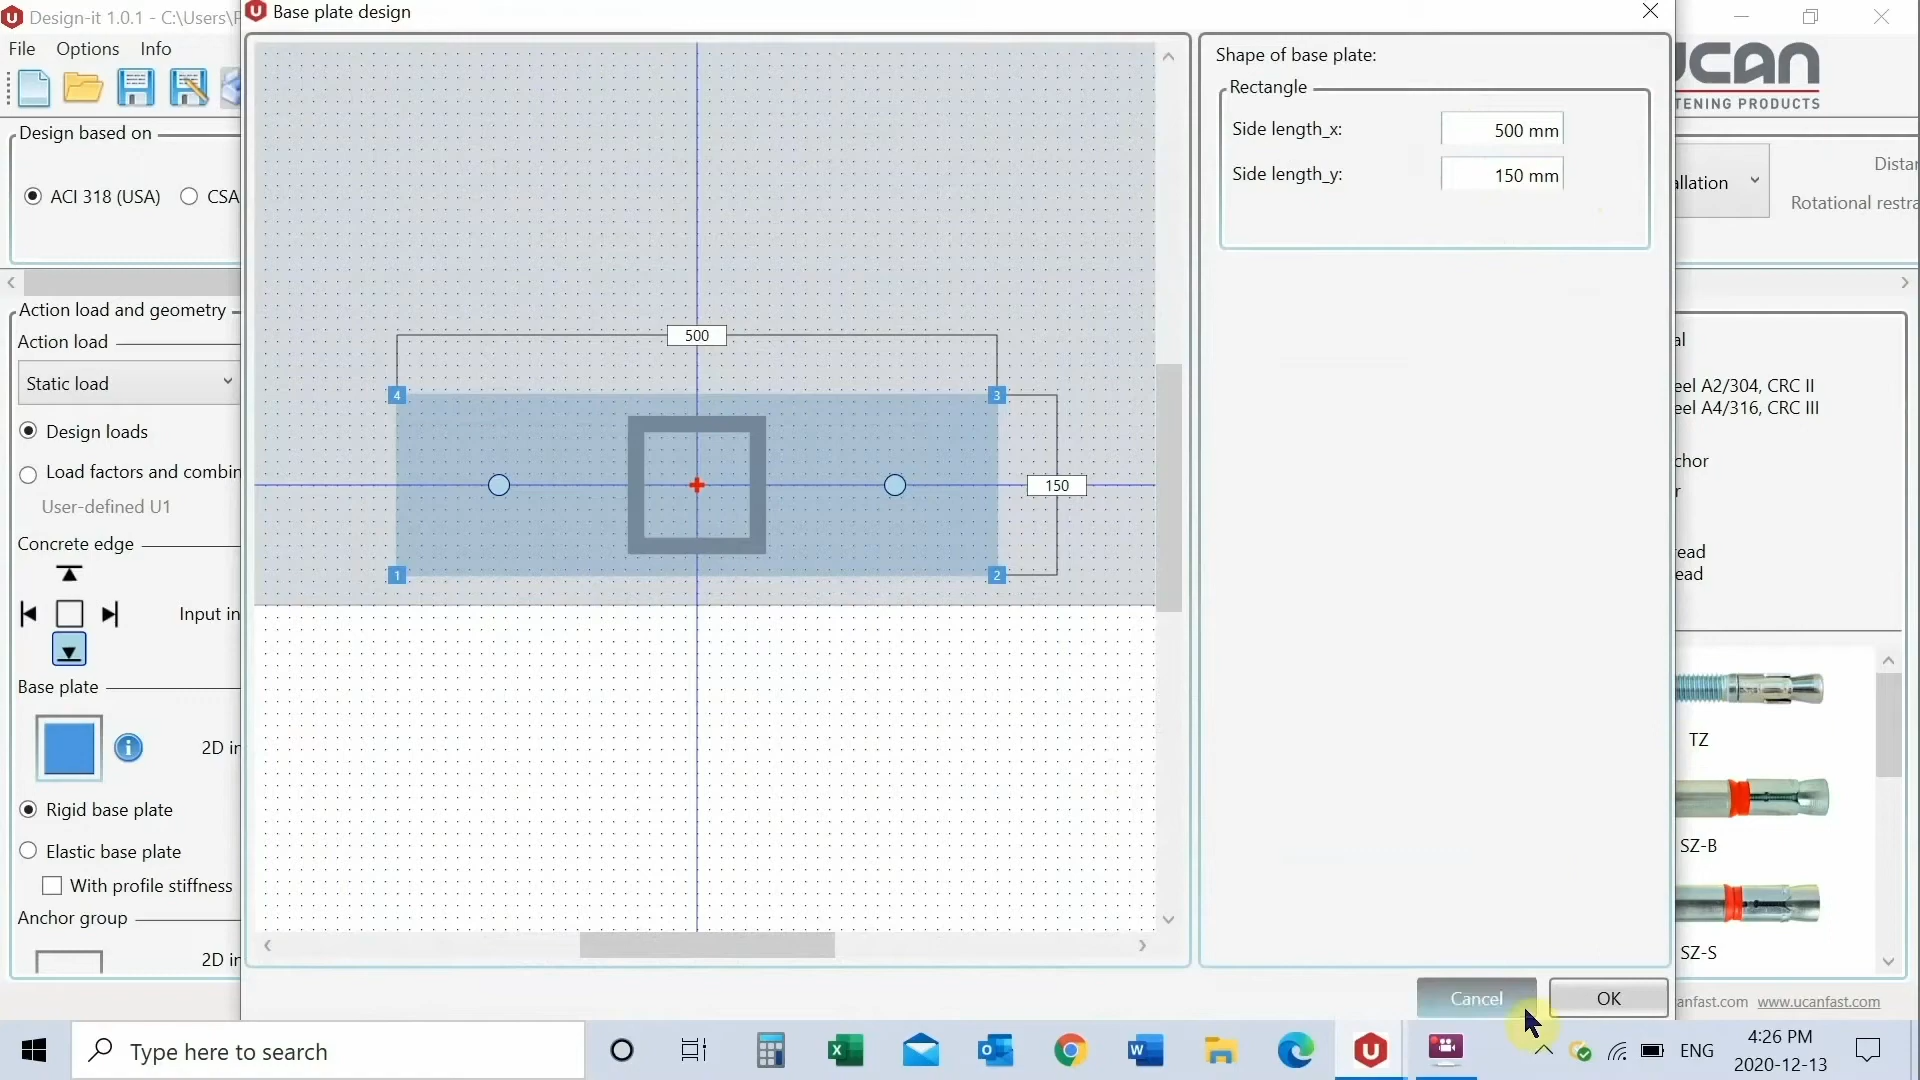 Design-it 1.0.1 - C:\Users\
File Options Info
Base plate design
UCAN
TENING PRODUCTS
Design based on
ACI 318 (USA) CSA
Distar
Rotational restra
allation
Shape of base plate:
Rectangle
Side length_x: 500 mm
Side length_y: 150 mm
500
4
3
150
1
2
Action load and geometry
Action load
Static load
Design loads
Load factors and combin
User-defined U1
Concrete edge
Input in
Base plate
2D in
Rigid base plate
Elastic base plate
With profile stiffness
Anchor group
2D in
al
eel A2/304, CRC II
eel A4/316, CRC III
chor
r
ead
ead
TZ
SZ-B
SZ-S
Cancel OK
anfast.com www.ucanfast.com
Type here to search
ENG
4:26 PM
2020-12-13